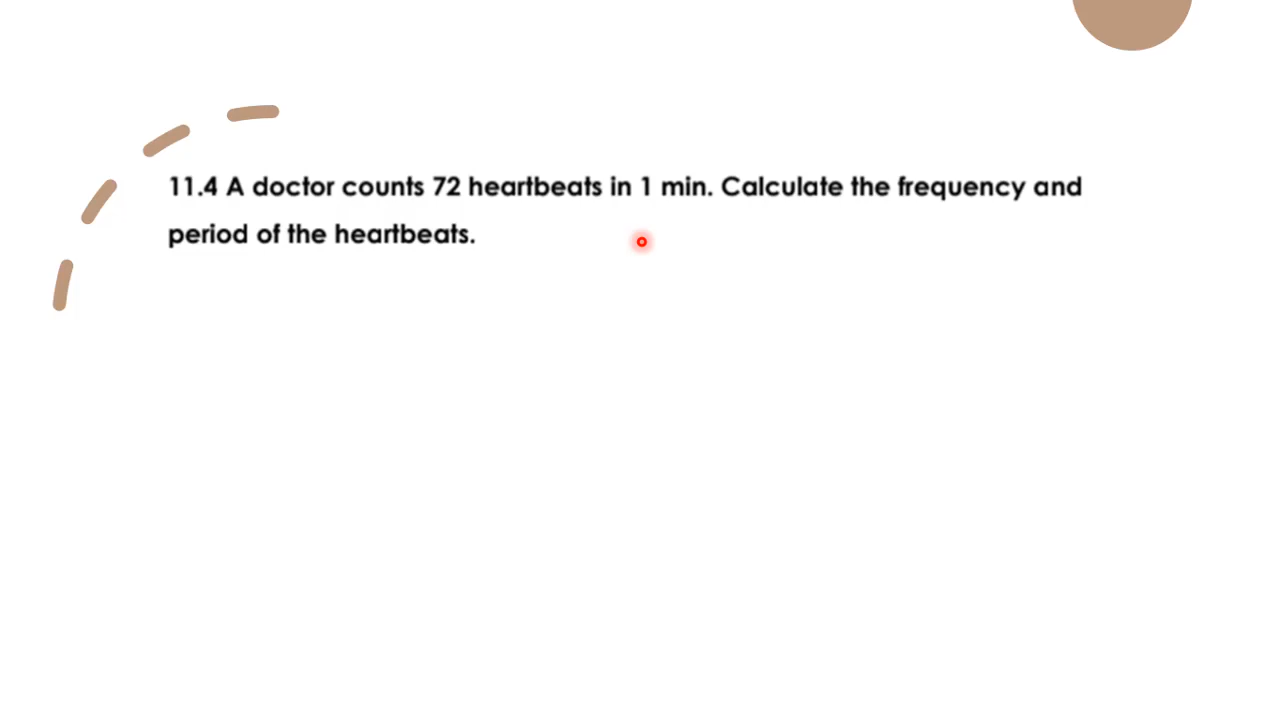 11.4 A doctor counts 72 heartbeats in 1 min. Calculate the frequency and
period of the heartbeats.